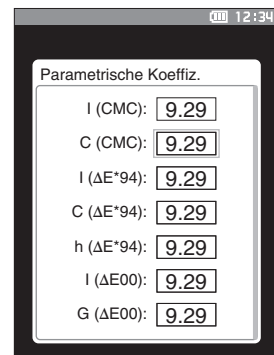 12:34
Parametrische Koeffiz.
l (CMC): 9.29
C (CMC): 9.29
l (ΔE*94): 9.29
C (ΔE*94): 9.29
h (ΔE*94): 9.29
l (ΔE00): 9.29
G (ΔE00): 9.29